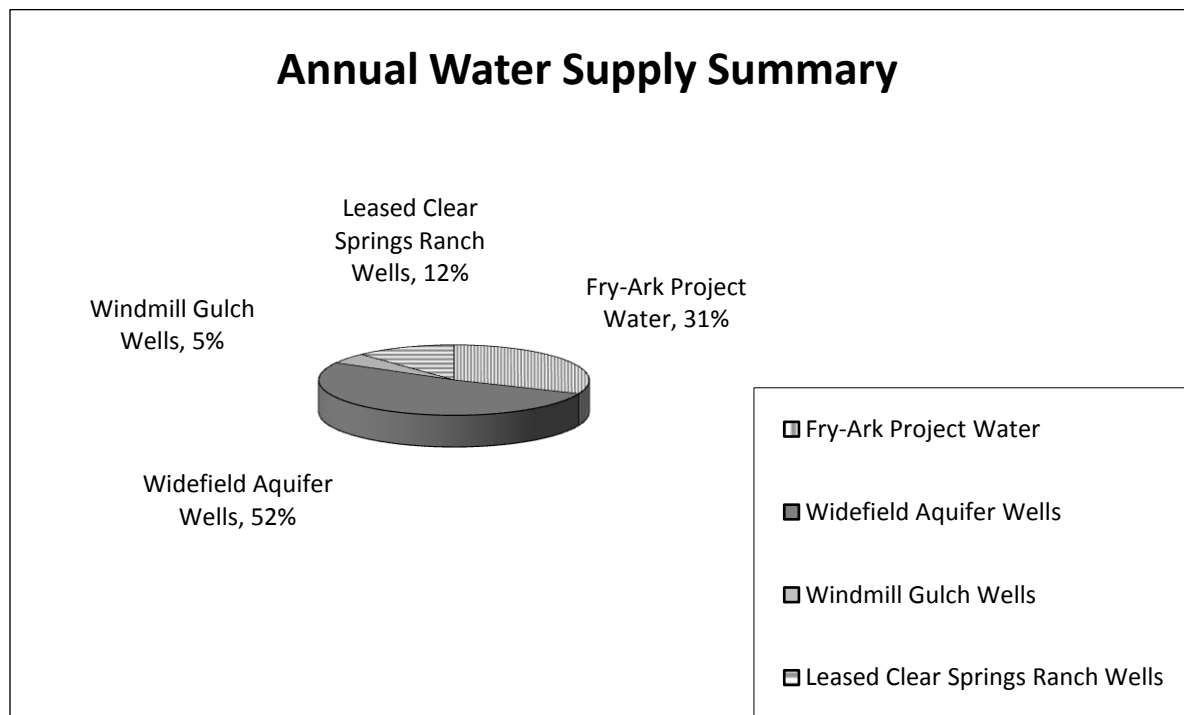 Annual Water Supply Summary
Leased Clear
Springs Ranch
Wells, 12%
Fry-Ark Project
Water, 31%
Windmill Gulch
Wells, 5%
Widefield Aquifer
Wells, 52%
Fry-Ark Project Water
Widefield Aquifer Wells
Windmill Gulch Wells
Leased Clear Springs Ranch Wells